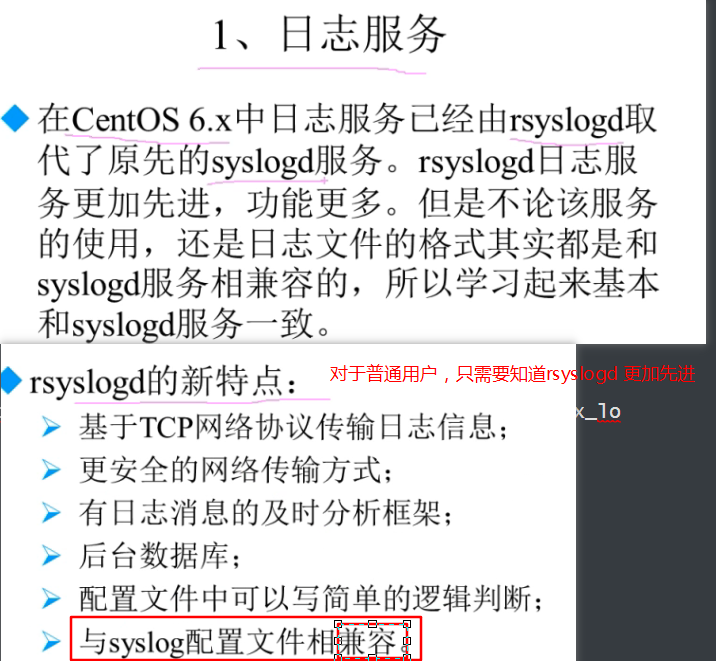 1、日志服务
在CentOS 6.x中日志服务已经由rsyslogd取
代了原先的syslogd服务。rsyslogd日志服
务更加先进，功能更多。但是不论该服务
的使用，还是日志文件的格式其实都是和
syslogd服务相兼容的，所以学习起来基本
和syslogd服务一致。
rsyslogd的新特点：
对于普通用户，只需要知道rsyslogd 更加先进
基于TCP网络协议传输日志信息；
x_lo
更安全的网络传输方式；
有日志消息的及时分析框架；
后台数据库；
配置文件中可以写简单的逻辑判断；
与syslog配置文件相兼容。